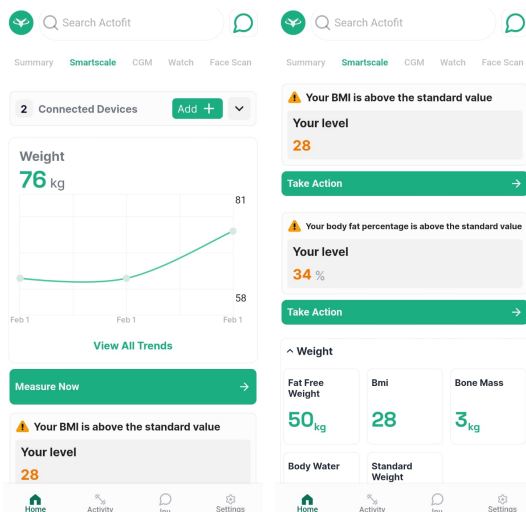 Search Actofit
Summary Smartscale CGM Watch Face Scan
2 Connected Devices Add +
Weight
76 kg
81
58
Feb 1 Feb 1 Feb 1
View All Trends
Measure Now
Your BMI is above the standard value
Your level
28
Home Activity Settings
Search Actofit
Summary Smartscale CGM Watch Face Scan
Your BMI is above the standard value
Your level
28
Take Action
Your body fat percentage is above the standard value
Your level
34 %
Take Action
Weight
Fat Free Weight
50 kg
Bmi
28
Bone Mass
3 kg
Body Water
Standard Weight
Home Activity Settings